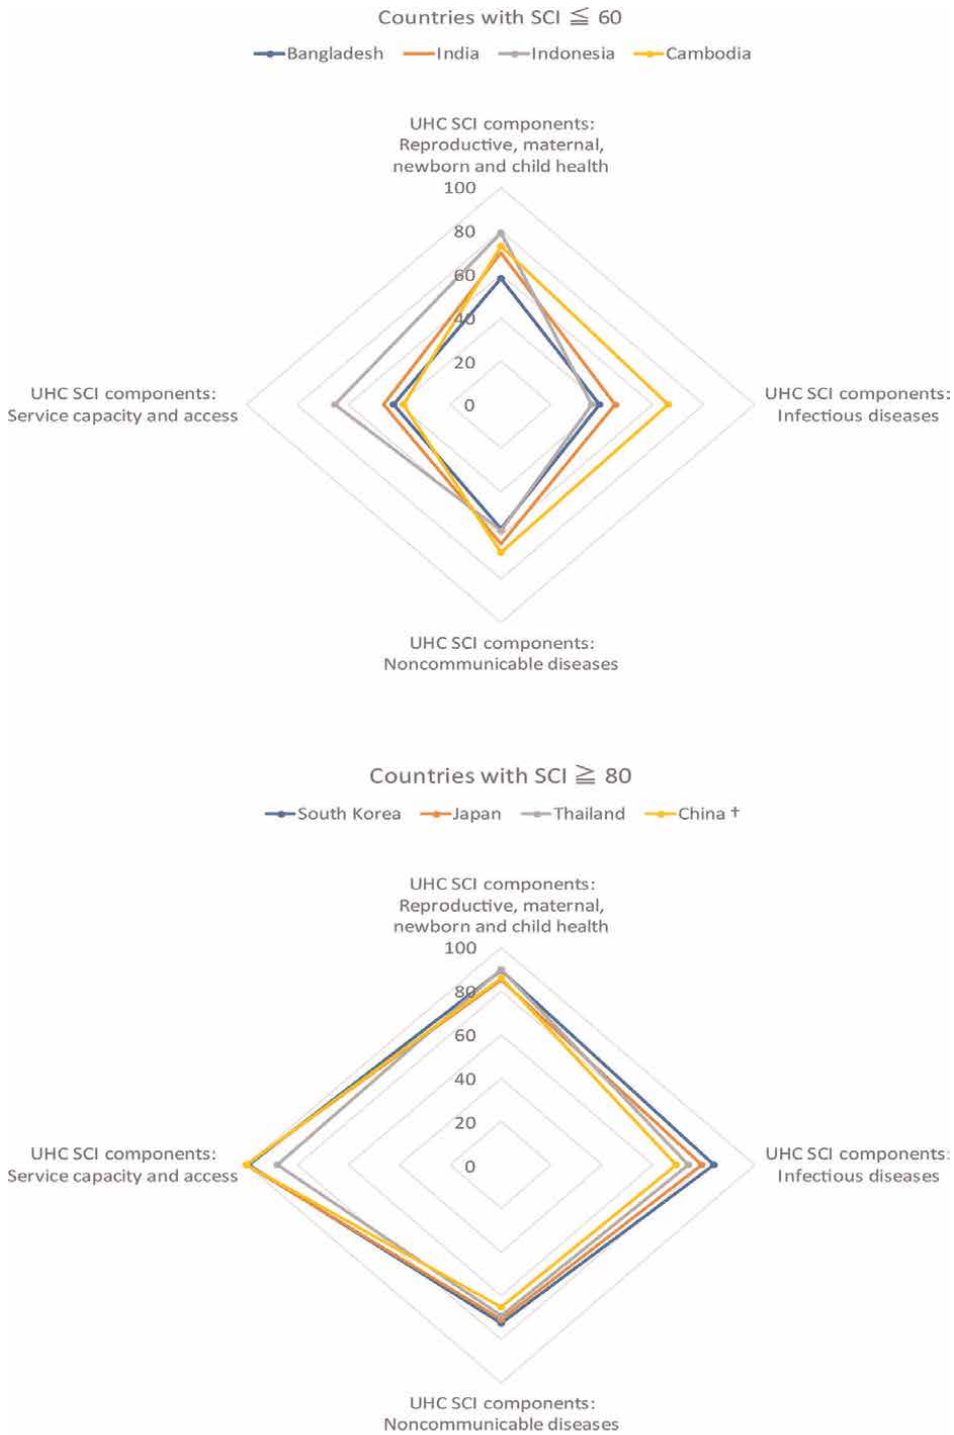 Countries with SCI ≦ 60
Bangladesh India Indonesia Cambodia
UHC SCI components:
Reproductive, maternal,
newborn and child health
100
80
60
40
20
0
UHC SCI components:
Service capacity and access
UHC SCI components:
Infectious diseases
UHC SCI components:
Noncommunicable diseases
Countries with SCI ≧ 80
South Korea Japan Thailand China †
UHC SCI components:
Reproductive, maternal,
newborn and child health
100
80
60
40
20
0
UHC SCI components:
Service capacity and access
UHC SCI components:
Infectious diseases
UHC SCI components:
Noncommunicable diseases